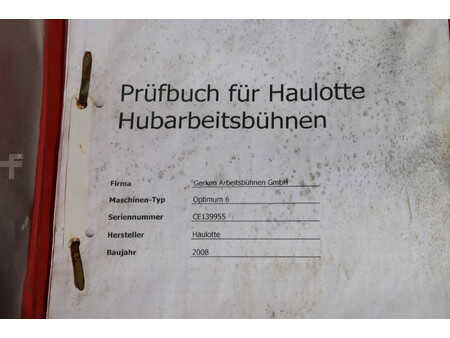 Prüfbuch für Haulotte
Hubarbeitsbühnen
Firma Gerken Arbeitsbühnen GmbH
Maschinen-Typ Optimum 6
Seriennummer CE139955
Hersteller Haulotte
Baujahr 2008